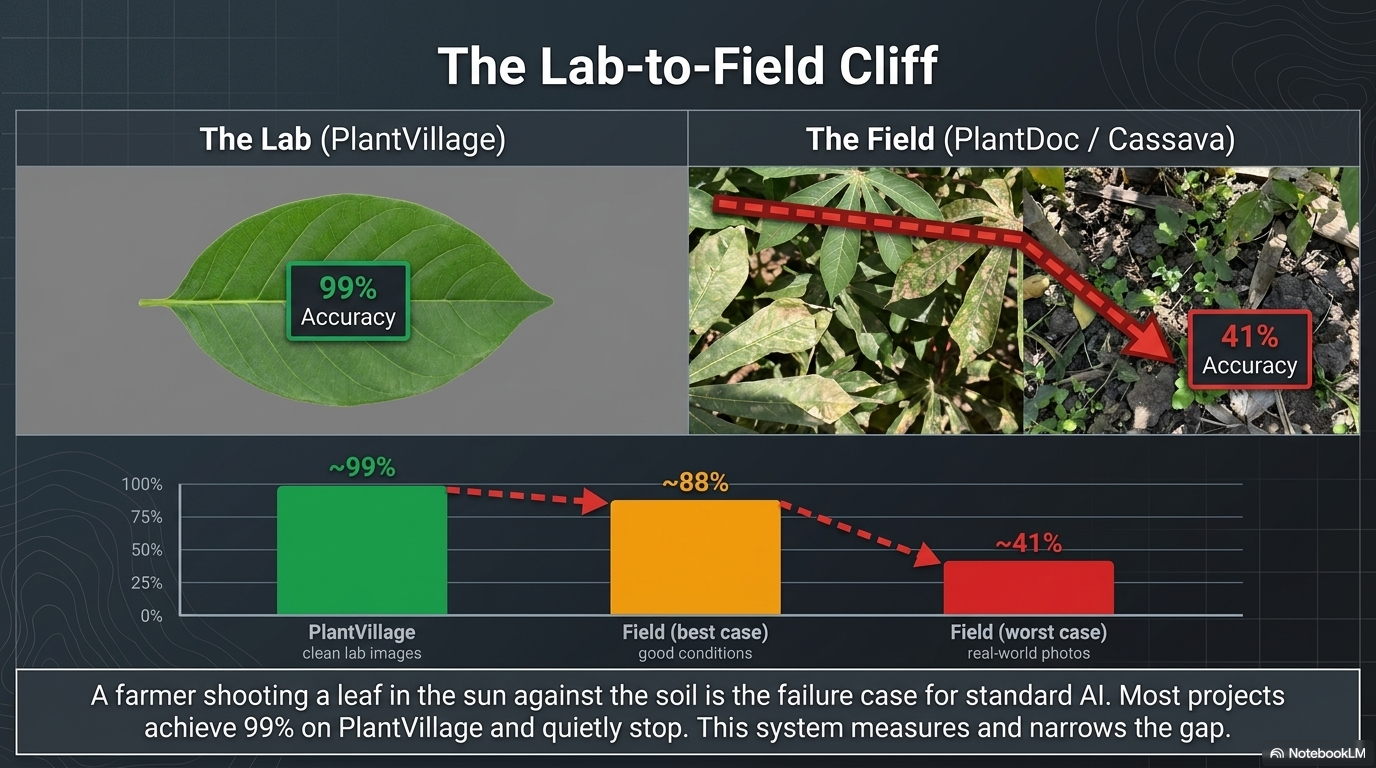 The Lab-to-Field Cliff
The Lab (PlantVillage)
The Field (PlantDoc / Cassava)
99%
Accuracy
41%
Accuracy
~99%
~88%
~41%
100%
75%
50%
25%
0%
PlantVillage
clean lab images
Field (best case)
good conditions
Field (worst case)
real-world photos
A farmer shooting a leaf in the sun against the soil is the failure case for standard AI. Most projects
achieve 99% on PlantVillage and quietly stop. This system measures and narrows the gap.
NotebookLM